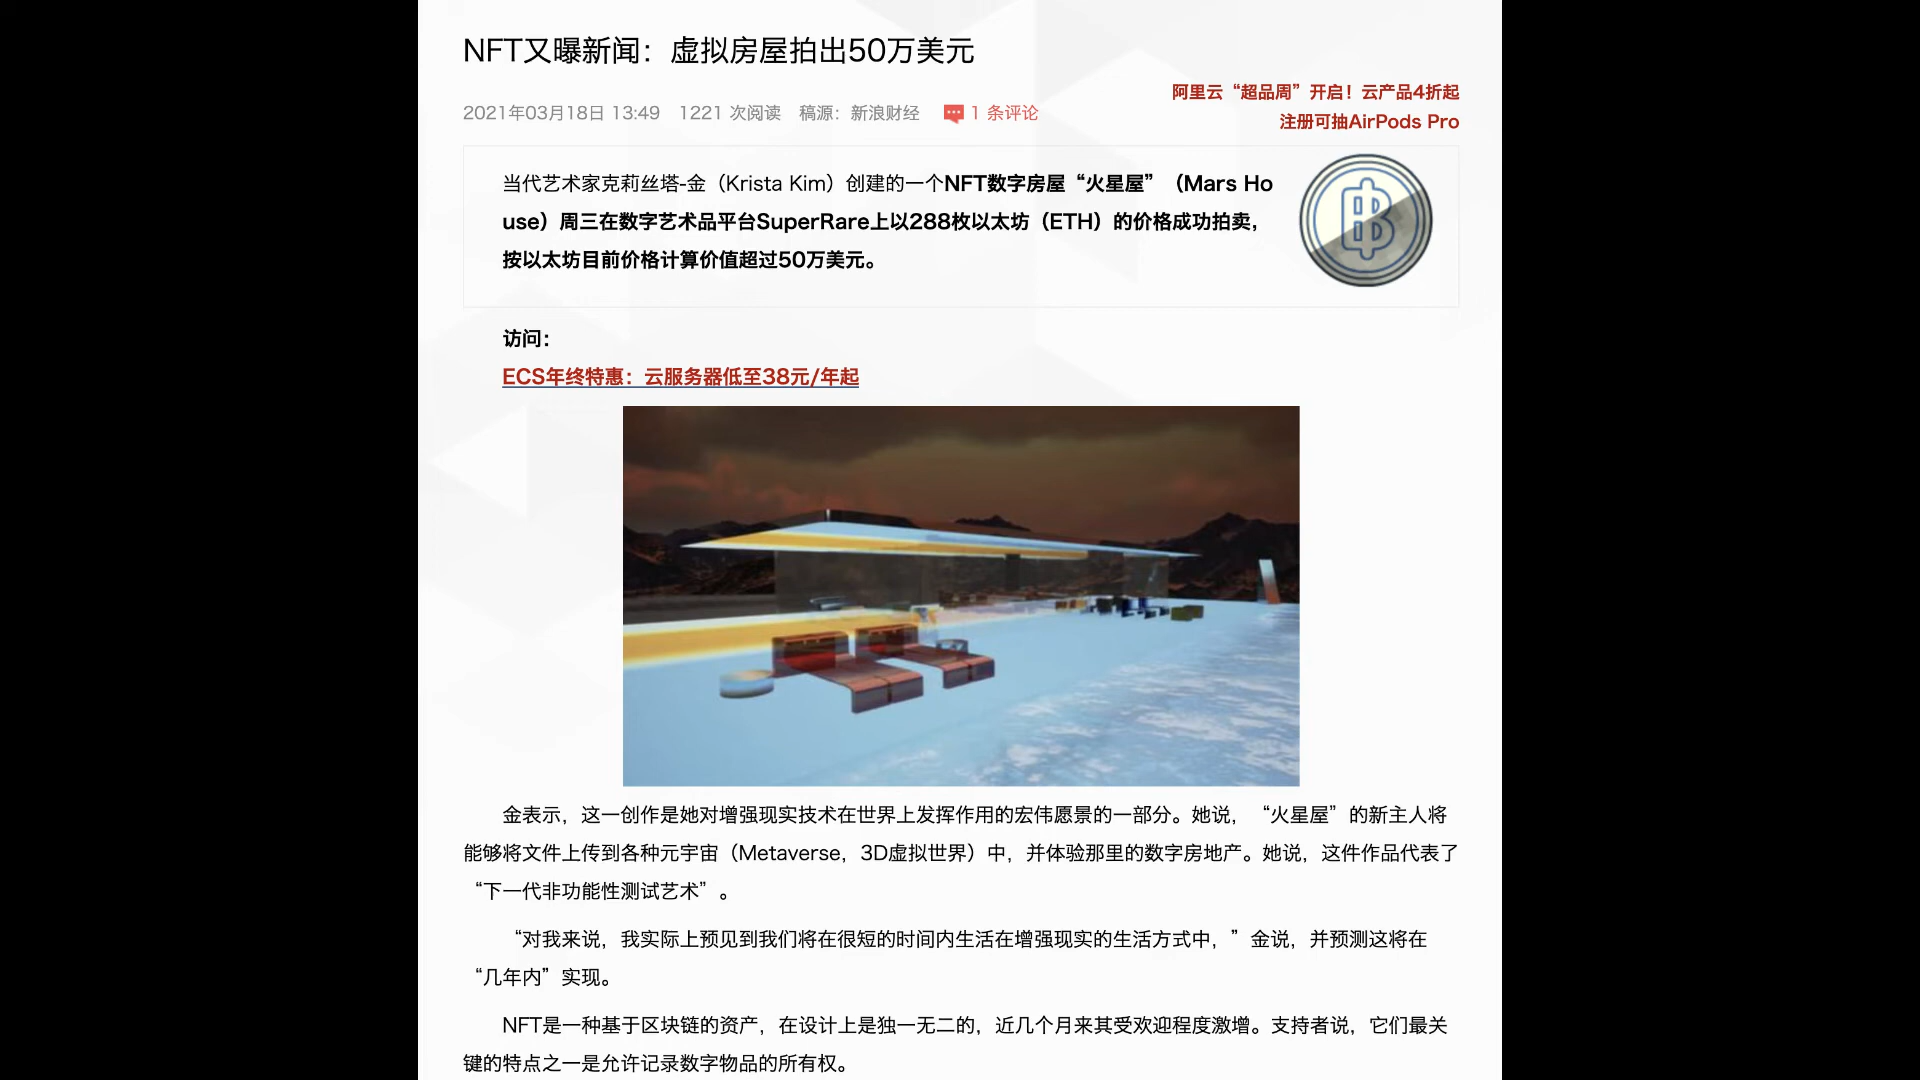 NFT又曝新闻：虚拟房屋拍出50万美元
阿里云“超品周”开启！云产品4折起
注册可抽AirPods Pro
2021年03月18日 13:49 1221 次阅读 稿源：新浪财经 1 条评论
当代艺术家克莉丝塔-金（Krista Kim）创建的一个NFT数字房屋“火星屋”（Mars Ho
use）周三在数字艺术品平台SuperRare上以288枚以太坊（ETH）的价格成功拍卖，
按以太坊目前价格计算价值超过50万美元。
访问：
ECS年终特惠：云服务器低至38元/年起
金表示，这一创作是她对增强现实技术在世界上发挥作用的宏伟愿景的一部分。她说，“火星屋”的新主人将
能够将文件上传到各种元宇宙（Metaverse，3D虚拟世界）中，并体验那里的数字房地产。她说，这件作品代表了
“下一代非功能性测试艺术”。
“对我来说，我实际上预见到我们将在很短的时间内生活在增强现实的生活方式中，”金说，并预测这将在
“几年内”实现。
NFT是一种基于区块链的资产，在设计上是独一无二的，近几个月来其受欢迎程度激增。支持者说，它们最关
键的特点之一是允许记录数字物品的所有权。